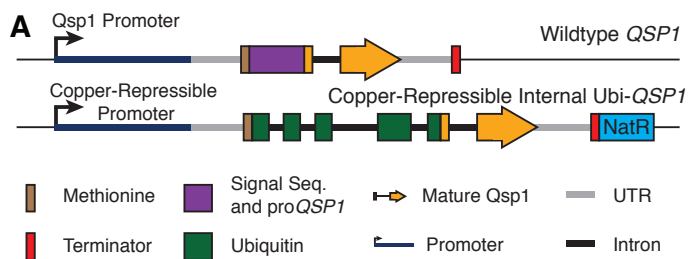 A
Qsp1 Promoter
Wildtype QSP1
Copper-Repressible
Promoter
Copper-Repressible Internal Ubi-QSP1
NatR
Methionine
Signal Seq.
and proQSP1
Mature Qsp1
UTR
Terminator
Ubiquitin
Promoter
Intron